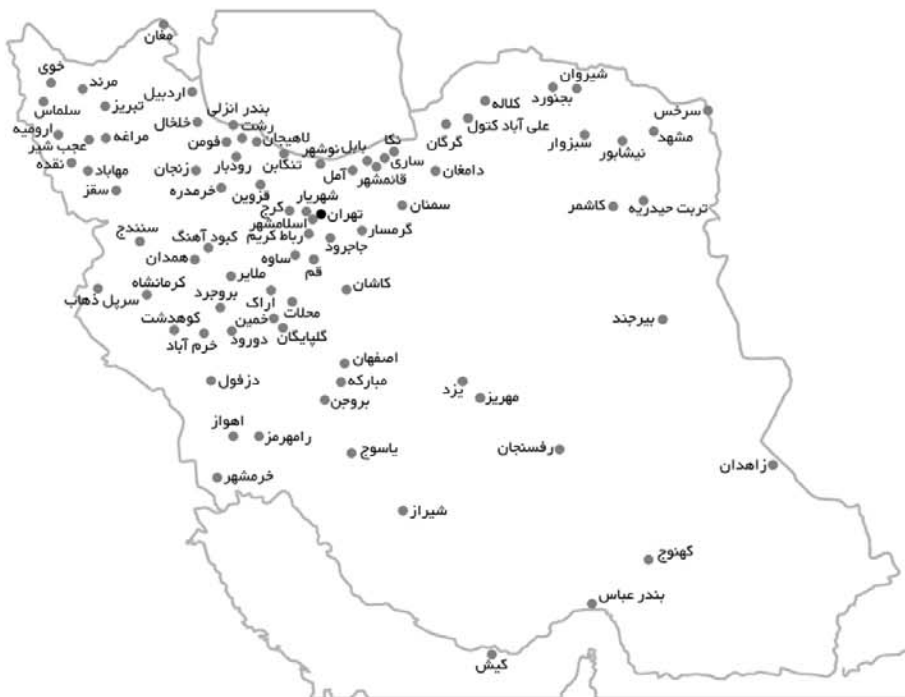 مغان
شیروان
خوی
مرند
اردبیل
بجنورد
سلماس
تبریز
بندر انزلی
کلاله
سرخس
ارومیه
خلخال
رشت
علی آباد کتول
عجب شیر
مراغه
فومن
لاهیجان
نکا
گرگان
سبزوار
مشهد
نیشابور
نوشهر
بابل
ساری
نقده
مهاباد
زنجان
رودبار
تنکابن
آمل
قائمشهر
دامغان
سقز
خرمدره
قزوین
کرج
شهریار
تهران
سمنان
کاشمر
تربت حیدریه
اسلامشهر
سنندج
کبود آهنگ
رباط کریم
جاجرود
گرمسار
همدان
ساوه
قم
کرمانشاه
ملایر
کاشان
سرپل ذهاب
بروجرد
اراک
محلات
کوهدشت
خمین
بیرجند
خرم آباد
دورود
گلپایگان
اصفهان
دزفول
مبارکه
یزد
بروجن
مهریز
اهواز
رامهرمز
یاسوج
رفسنجان
زاهدان
خرمشهر
شیراز
کهنوج
بندر عباس
کیش